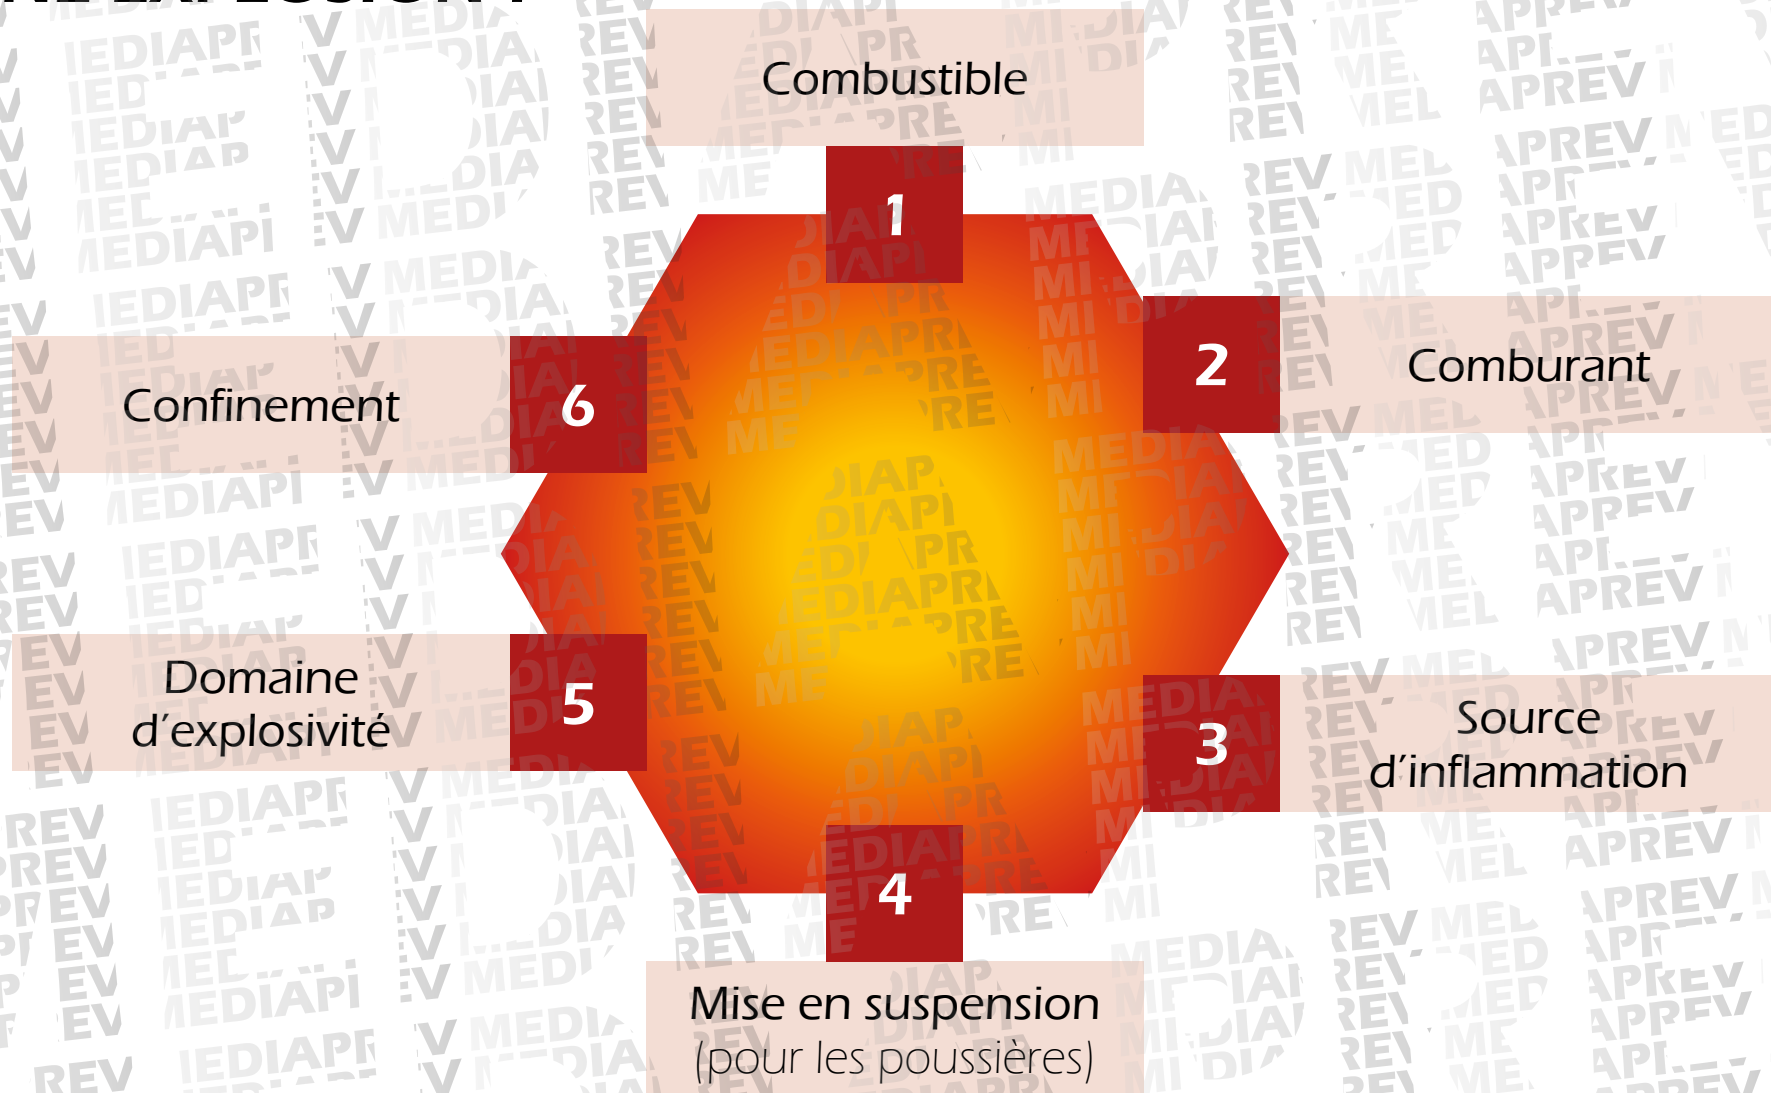 Combustible
1
2
Comburant
Confinement
6
Domaine
d'explosivité
5
3
Source
d'inflammation
4
Mise en suspension
(pour les poussières)